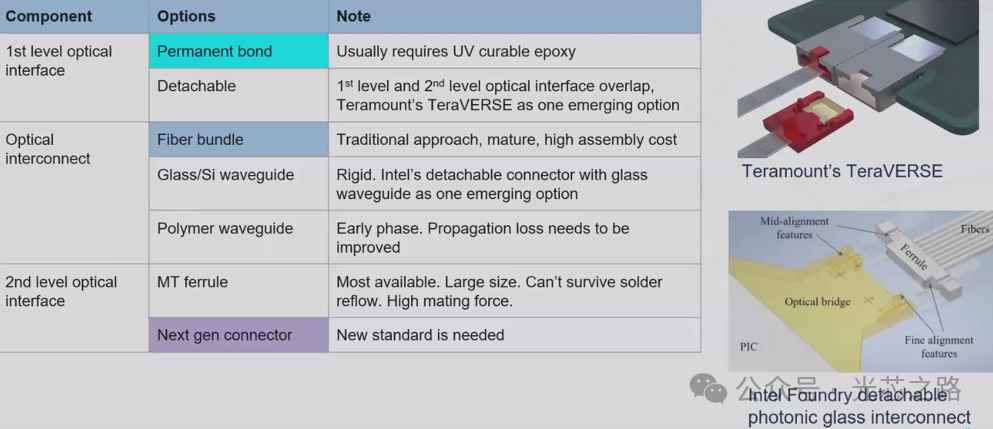 Component
Options
Note
1st level optical
interface
Permanent bond
Usually requires UV curable epoxy
Detachable
1st level and 2nd level optical interface overlap,
Teramount's TeraVERSE as one emerging option
Optical
interconnect
Fiber bundle
Traditional approach, mature, high assembly cost
Glass/Si waveguide
Rigid. Intel's detachable connector with glass
waveguide as one emerging option
Polymer waveguide
Early phase. Propagation loss needs to be
improved
2nd level optical
interface
MT ferrule
Most available. Large size. Can't survive solder
reflow. High mating force.
Next gen connector
New standard is needed
Teramount's TeraVERSE
Mid-alignment
features
Fibers
Ferrule
Optical bridge
PIC
Fine alignment
features
公众号·光芯之路
Intel Foundry detachable
photonic glass interconnect